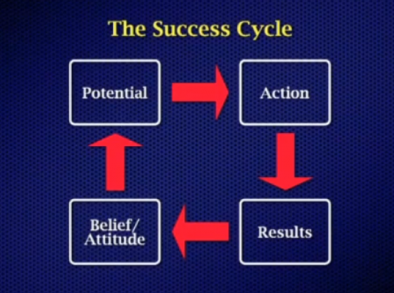 The Success Cycle
Potential
Action
Belief/
Attitude
Results